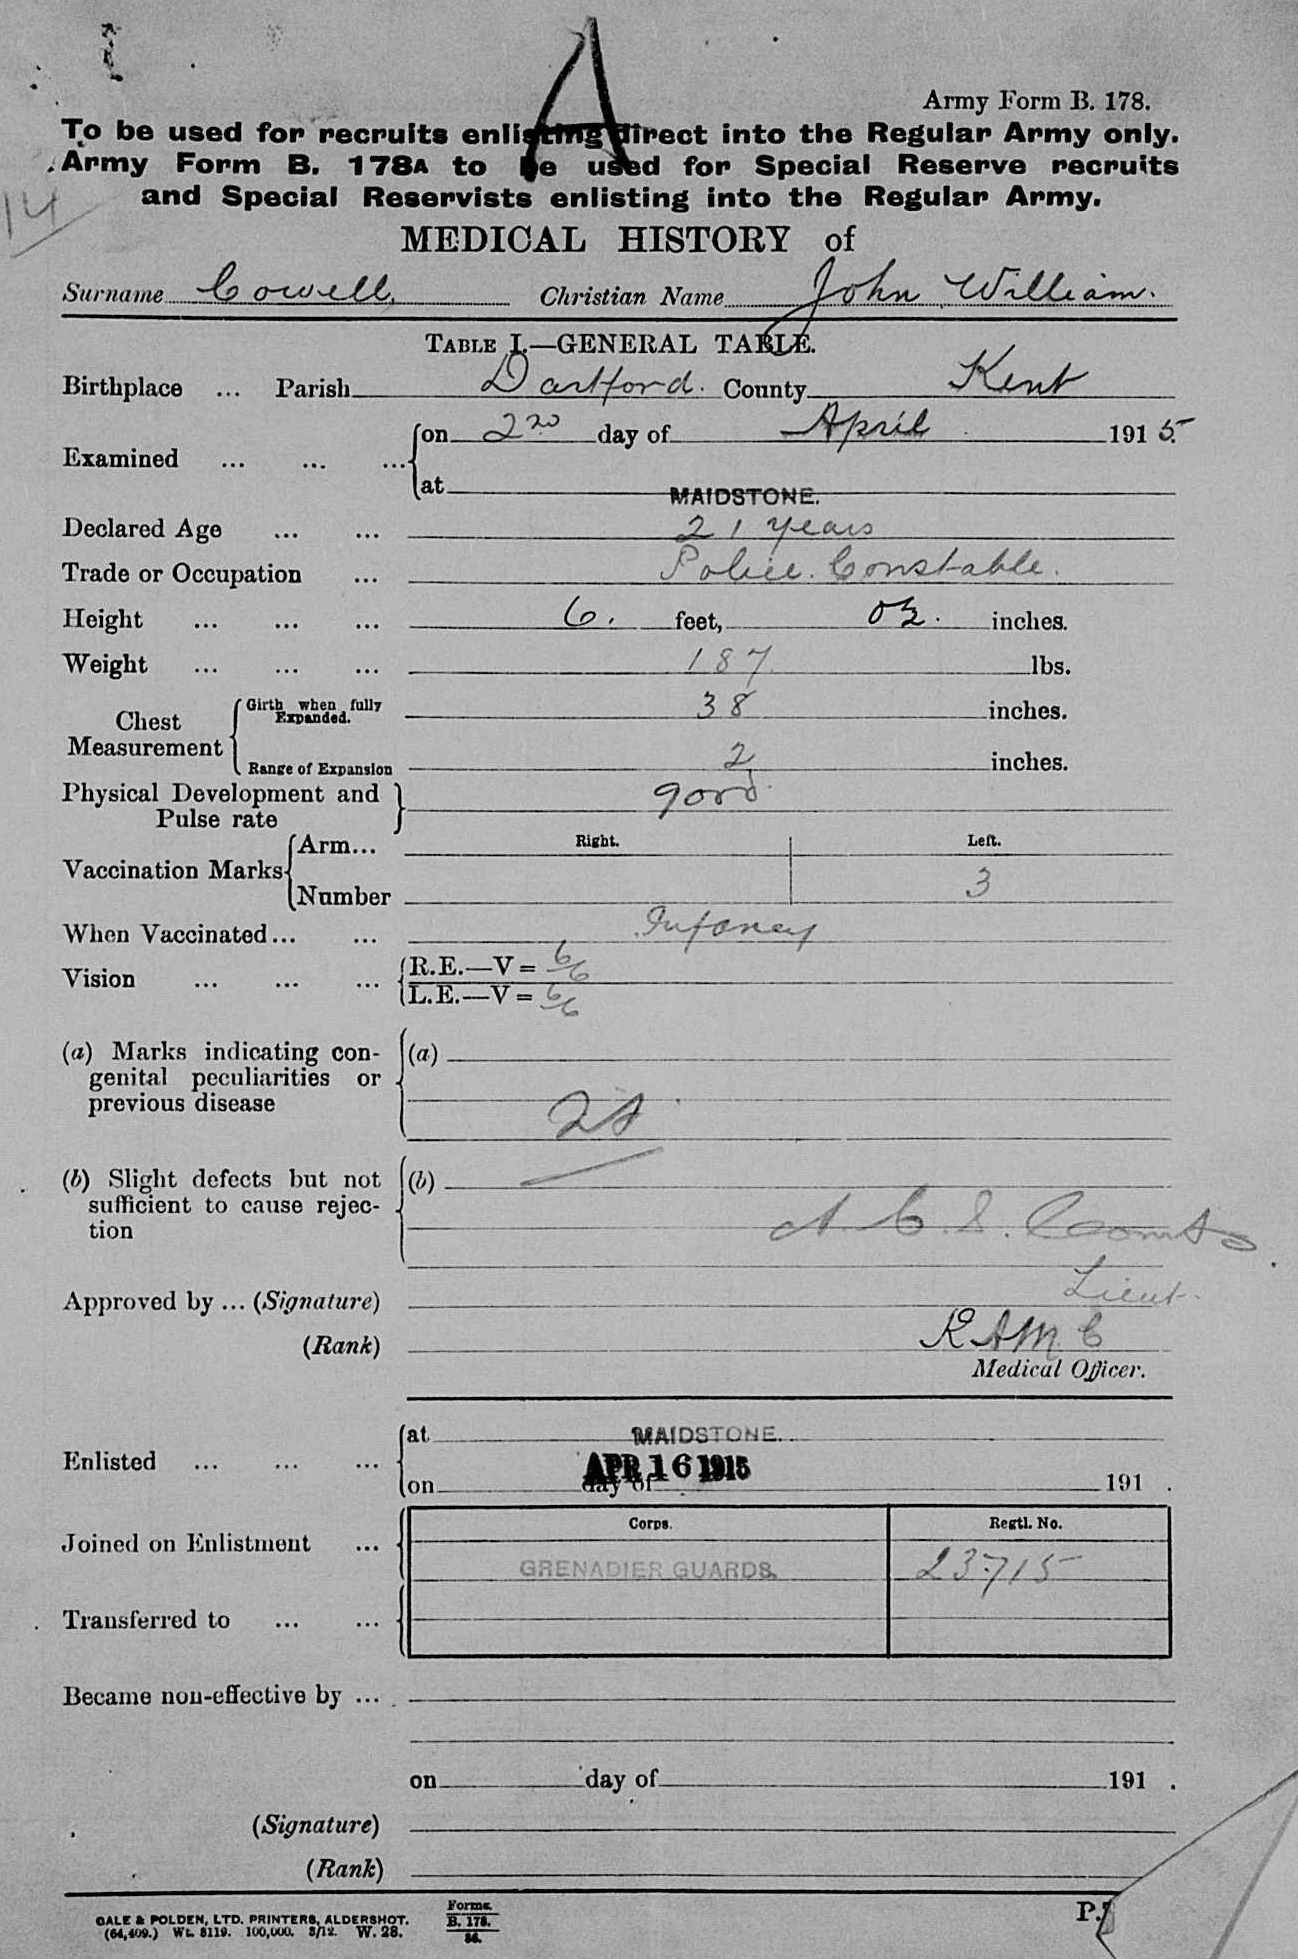 A
Army Form B. 178.
To be used for recruits enlisting direct into the Regular Army only.
Army Form B. 178A to be used for Special Reserve recruits
and Special Reservists enlisting into the Regular Army.
14
MEDICAL HISTORY of
Surname Cowell. Christian Name John William.
TABLE I.—GENERAL TABLE.
Birthplace ... Parish Dartford. County Kent
Examined ... ... ... on 2nd day of April 1915.
at MAIDSTONE.
Declared Age ... ... 21 years
Trade or Occupation ... Police Constable.
Height ... ... ... 6. feet, 0½. inches.
Weight ... ... ... 187 lbs.
Chest Measurement Girth when fully Expanded. 38 inches.
Range of Expansion 2 inches.
Physical Development and Pulse rate good.
Vaccination Marks Arm... Right. Left.
Number 3
When Vaccinated... ... Infancy
Vision ... ... ... R.E.—V = 6/6
L.E.—V = 6/6
(a) Marks indicating con- (a)
genital peculiarities or
previous disease
(b) Slight defects but not (b)
sufficient to cause rejec-
tion
Approved by ... (Signature) Lieut.
(Rank) RAMC
Medical Officer.
Enlisted ... ... ... at MAIDSTONE.
on APR 16 1915 day of 191 .
Corps. Regtl. No.
Joined on Enlistment ... GRENADIER GUARDS. 23715
Transferred to ... ...
Became non-effective by ...
on day of 191 .
(Signature)
(Rank)
GALE & POLDEN, LTD. PRINTERS, ALDERSHOT.
(64,409.) Wt. 8119. 100,000. 3/12. W. 28.
Forms.
B. 178.
36.